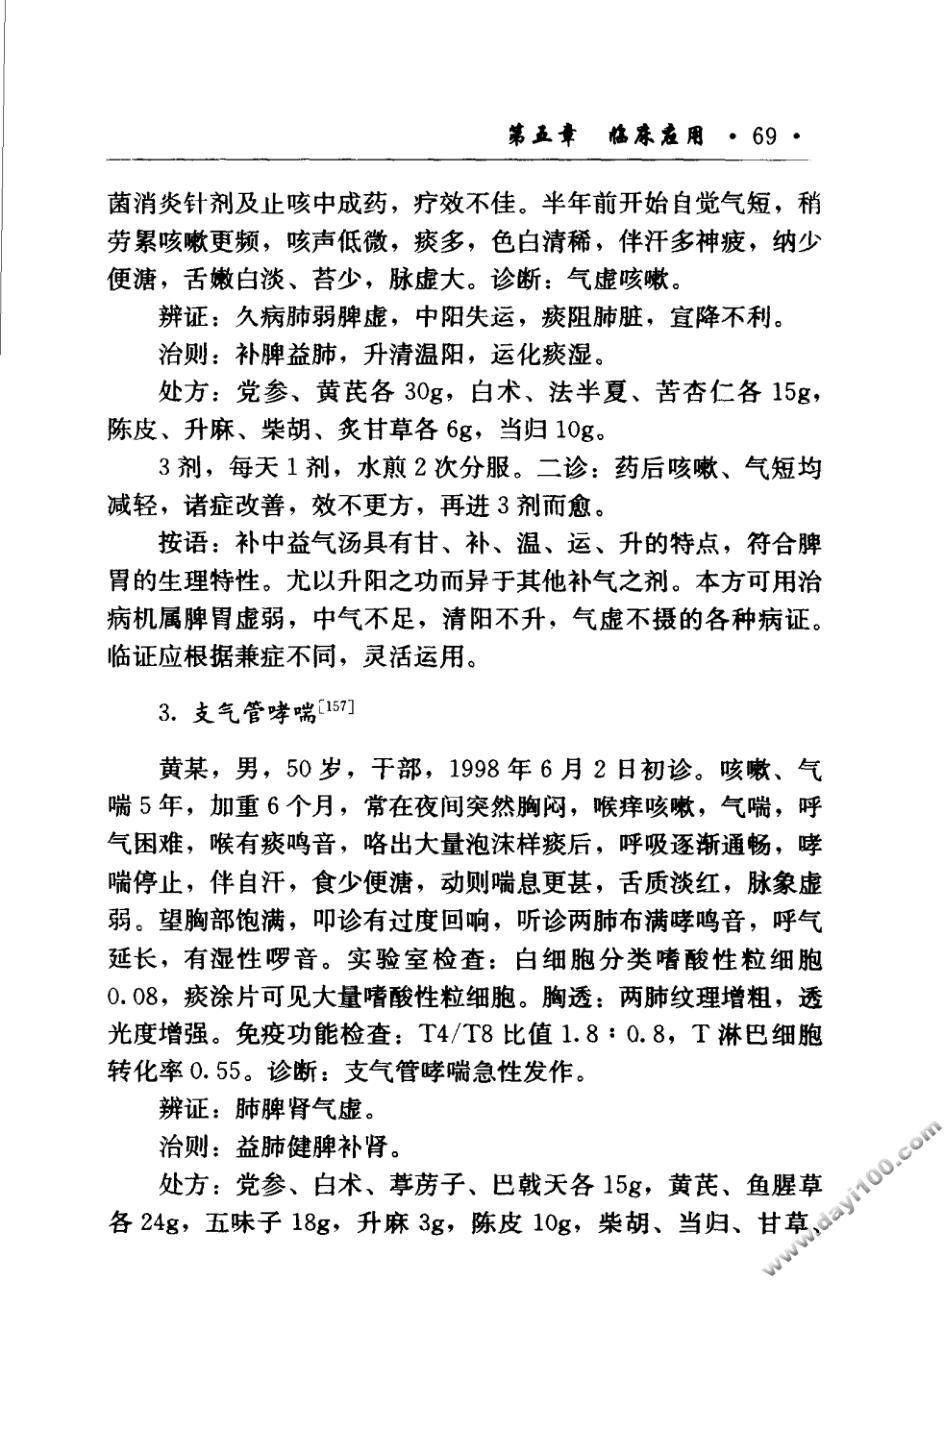 第五章 临床应用 · 69 ·
菌消炎针剂及止咳中成药，疗效不佳。半年前开始自觉气短，稍
劳累咳嗽更频，咳声低微，痰多，色白清稀，伴汗多神疲，纳少
便溏，舌嫩白淡、苔少，脉虚大。诊断：气虚咳嗽。
辨证：久病肺弱脾虚，中阳失运，痰阻肺脏，宣降不利。
治则：补脾益肺，升清温阳，运化痰湿。
处方：党参、黄芪各 30g，白术、法半夏、苦杏仁各 15g，
陈皮、升麻、柴胡、炙甘草各 6g，当归 10g。
3 剂，每天 1 剂，水煎 2 次分服。二诊：药后咳嗽、气短均
减轻，诸症改善，效不更方，再进 3 剂而愈。
按语：补中益气汤具有甘、补、温、运、升的特点，符合脾
胃的生理特性。尤以升阳之功而异于其他补气之剂。本方可用治
病机属脾胃虚弱，中气不足，清阳不升，气虚不摄的各种病证。
临证应根据兼症不同，灵活运用。
3. 支气管哮喘[157]
黄某，男，50 岁，干部，1998 年 6 月 2 日初诊。咳嗽、气
喘 5 年，加重 6 个月，常在夜间突然胸闷，喉痒咳嗽，气喘，呼
气困难，喉有痰鸣音，咯出大量泡沫样痰后，呼吸逐渐通畅，哮
喘停止，伴自汗，食少便溏，动则喘息更甚，舌质淡红，脉象虚
弱。望胸部饱满，叩诊有过度回响，听诊两肺布满哮鸣音，呼气
延长，有湿性啰音。实验室检查：白细胞分类嗜酸性粒细胞
0.08，痰涂片可见大量嗜酸性粒细胞。胸透：两肺纹理增粗，透
光度增强。免疫功能检查：T4/T8 比值 1.8：0.8，T 淋巴细胞
转化率 0.55。诊断：支气管哮喘急性发作。
辨证：肺脾肾气虚。
治则：益肺健脾补肾。
处方：党参、白术、葶苈子、巴戟天各 15g，黄芪、鱼腥草
各 24g，五味子 18g，升麻 3g，陈皮 10g，柴胡、当归、甘草、
www.dayi100.com